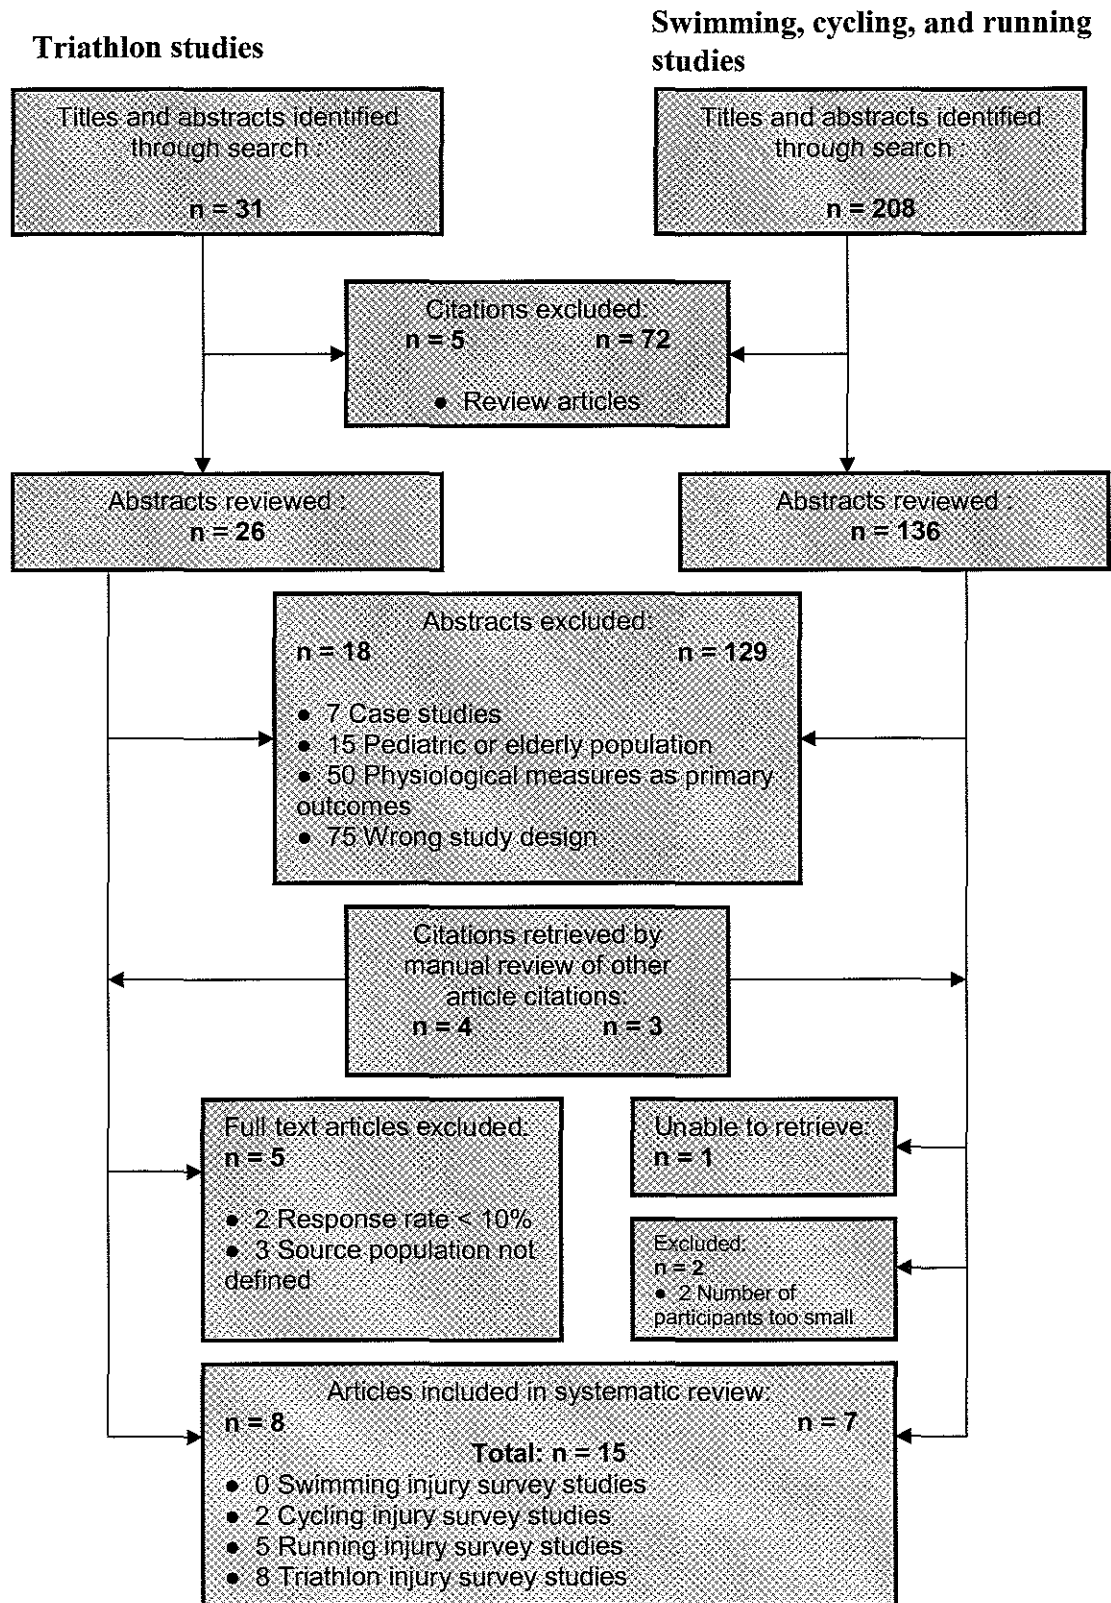 Triathlon studies
Swimming, cycling, and running
studies
Titles and abstracts identified
through search :
n = 31
Titles and abstracts identified
through search :
n = 208
Citations excluded:
n = 5 n = 72
● Review articles
Abstracts reviewed :
n = 26
Abstracts reviewed :
n = 136
Abstracts excluded:
n = 18 n = 129
● 7 Case studies
● 15 Pediatric or elderly population
● 50 Physiological measures as primary
outcomes
● 75 Wrong study design
Citations retrieved by
manual review of other
article citations:
n = 4 n = 3
Full text articles excluded:
n = 5
● 2 Response rate < 10%
● 3 Source population not
defined
Unable to retrieve:
n = 1
Excluded:
n = 2
● 2 Number of
participants too small
Articles included in systematic review:
n = 8 n = 7
Total: n = 15
● 0 Swimming injury survey studies
● 2 Cycling injury survey studies
● 5 Running injury survey studies
● 8 Triathlon injury survey studies